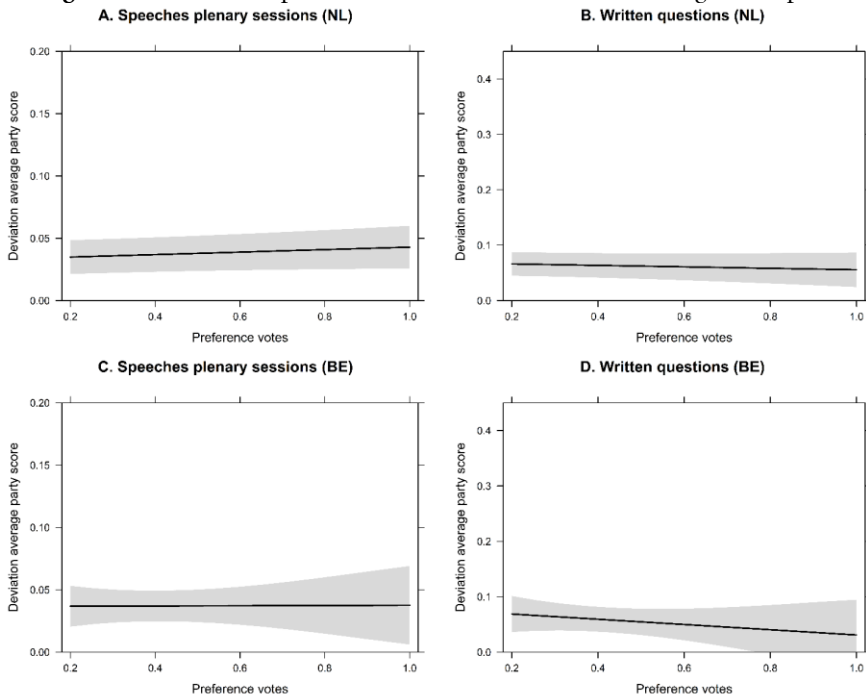 A. Speeches plenary sessions (NL)
0.20
0.15
0.10
0.05
0.00
Deviation average party score
0.2 0.4 0.6 0.8 1.0
Preference votes
B. Written questions (NL)
0.4
0.3
0.2
0.1
0.0
Deviation average party score
0.2 0.4 0.6 0.8 1.0
Preference votes
C. Speeches plenary sessions (BE)
0.20
0.15
0.10
0.05
0.00
Deviation average party score
0.2 0.4 0.6 0.8 1.0
Preference votes
D. Written questions (BE)
0.4
0.3
0.2
0.1
0.0
Deviation average party score
0.2 0.4 0.6 0.8 1.0
Preference votes